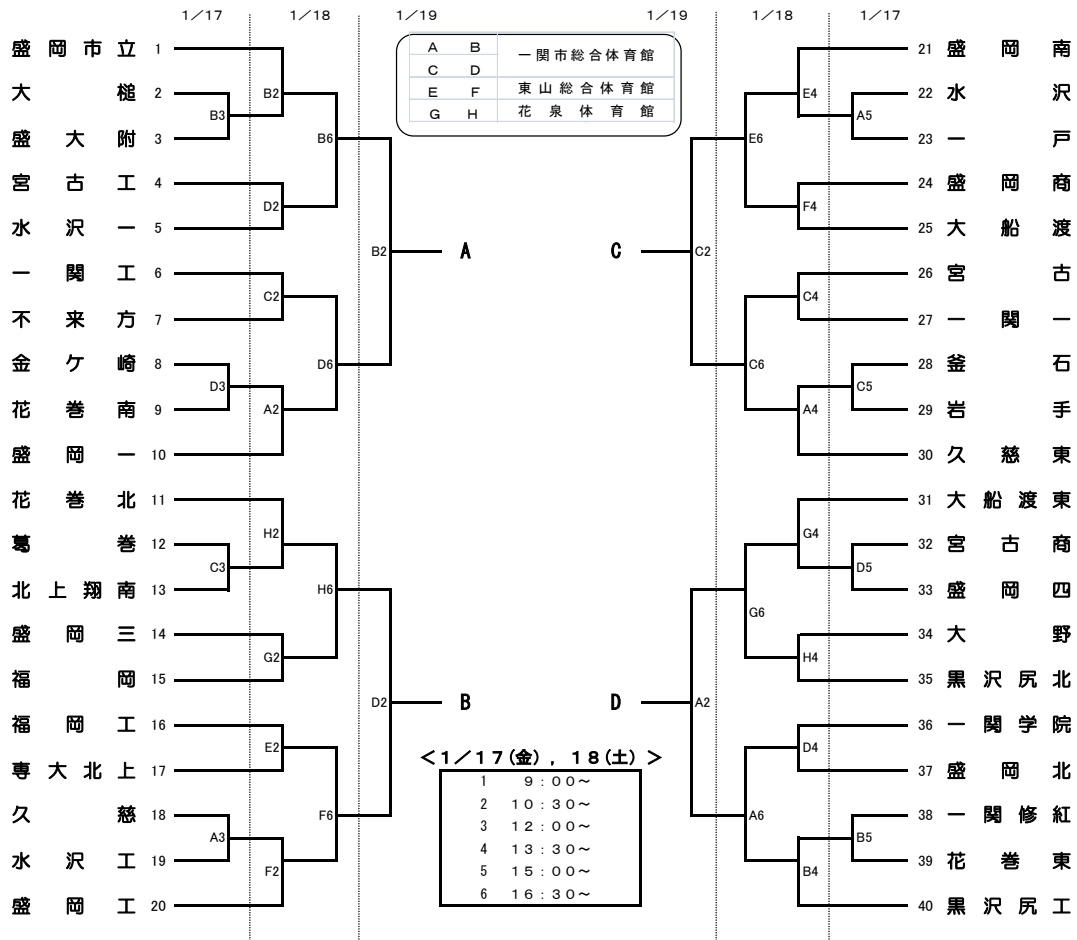 1／17 1／18 1／19 1／19 1／18 1／17
A B 一関市総合体育館
C D
E F 東山総合体育館
G H 花泉体育館
盛岡市立 1
大槌 2
盛大附 3
宮古工 4
水沢一 5
一関工 6
不来方 7
金ケ崎 8
花巻南 9
盛岡一 10
花巻北 11
葛巻 12
北上翔南 13
盛岡三 14
福岡 15
福岡工 16
専大北上 17
久慈 18
水沢工 19
盛岡工 20
B3
D3
C3
A3
B2
D2
C2
A2
H2
G2
E2
F2
B6
D6
H6
F6
B2
D2
A
B
C
D
C2
A2
E6
C6
G6
A6
E4
F4
C4
A4
G4
H4
D4
B4
A5
C5
D5
B5
21 盛岡南
22 水沢
23 一戸
24 盛岡商
25 大船渡
26 宮古
27 一関一
28 釜石
29 岩手
30 久慈東
31 大船渡東
32 宮古商
33 盛岡四
34 大野
35 黒沢尻北
36 一関学院
37 盛岡北
38 一関修紅
39 花巻東
40 黒沢尻工
＜1／17(金)，18(土)＞
1 9：00～
2 10：30～
3 12：00～
4 13：30～
5 15：00～
6 16：30～